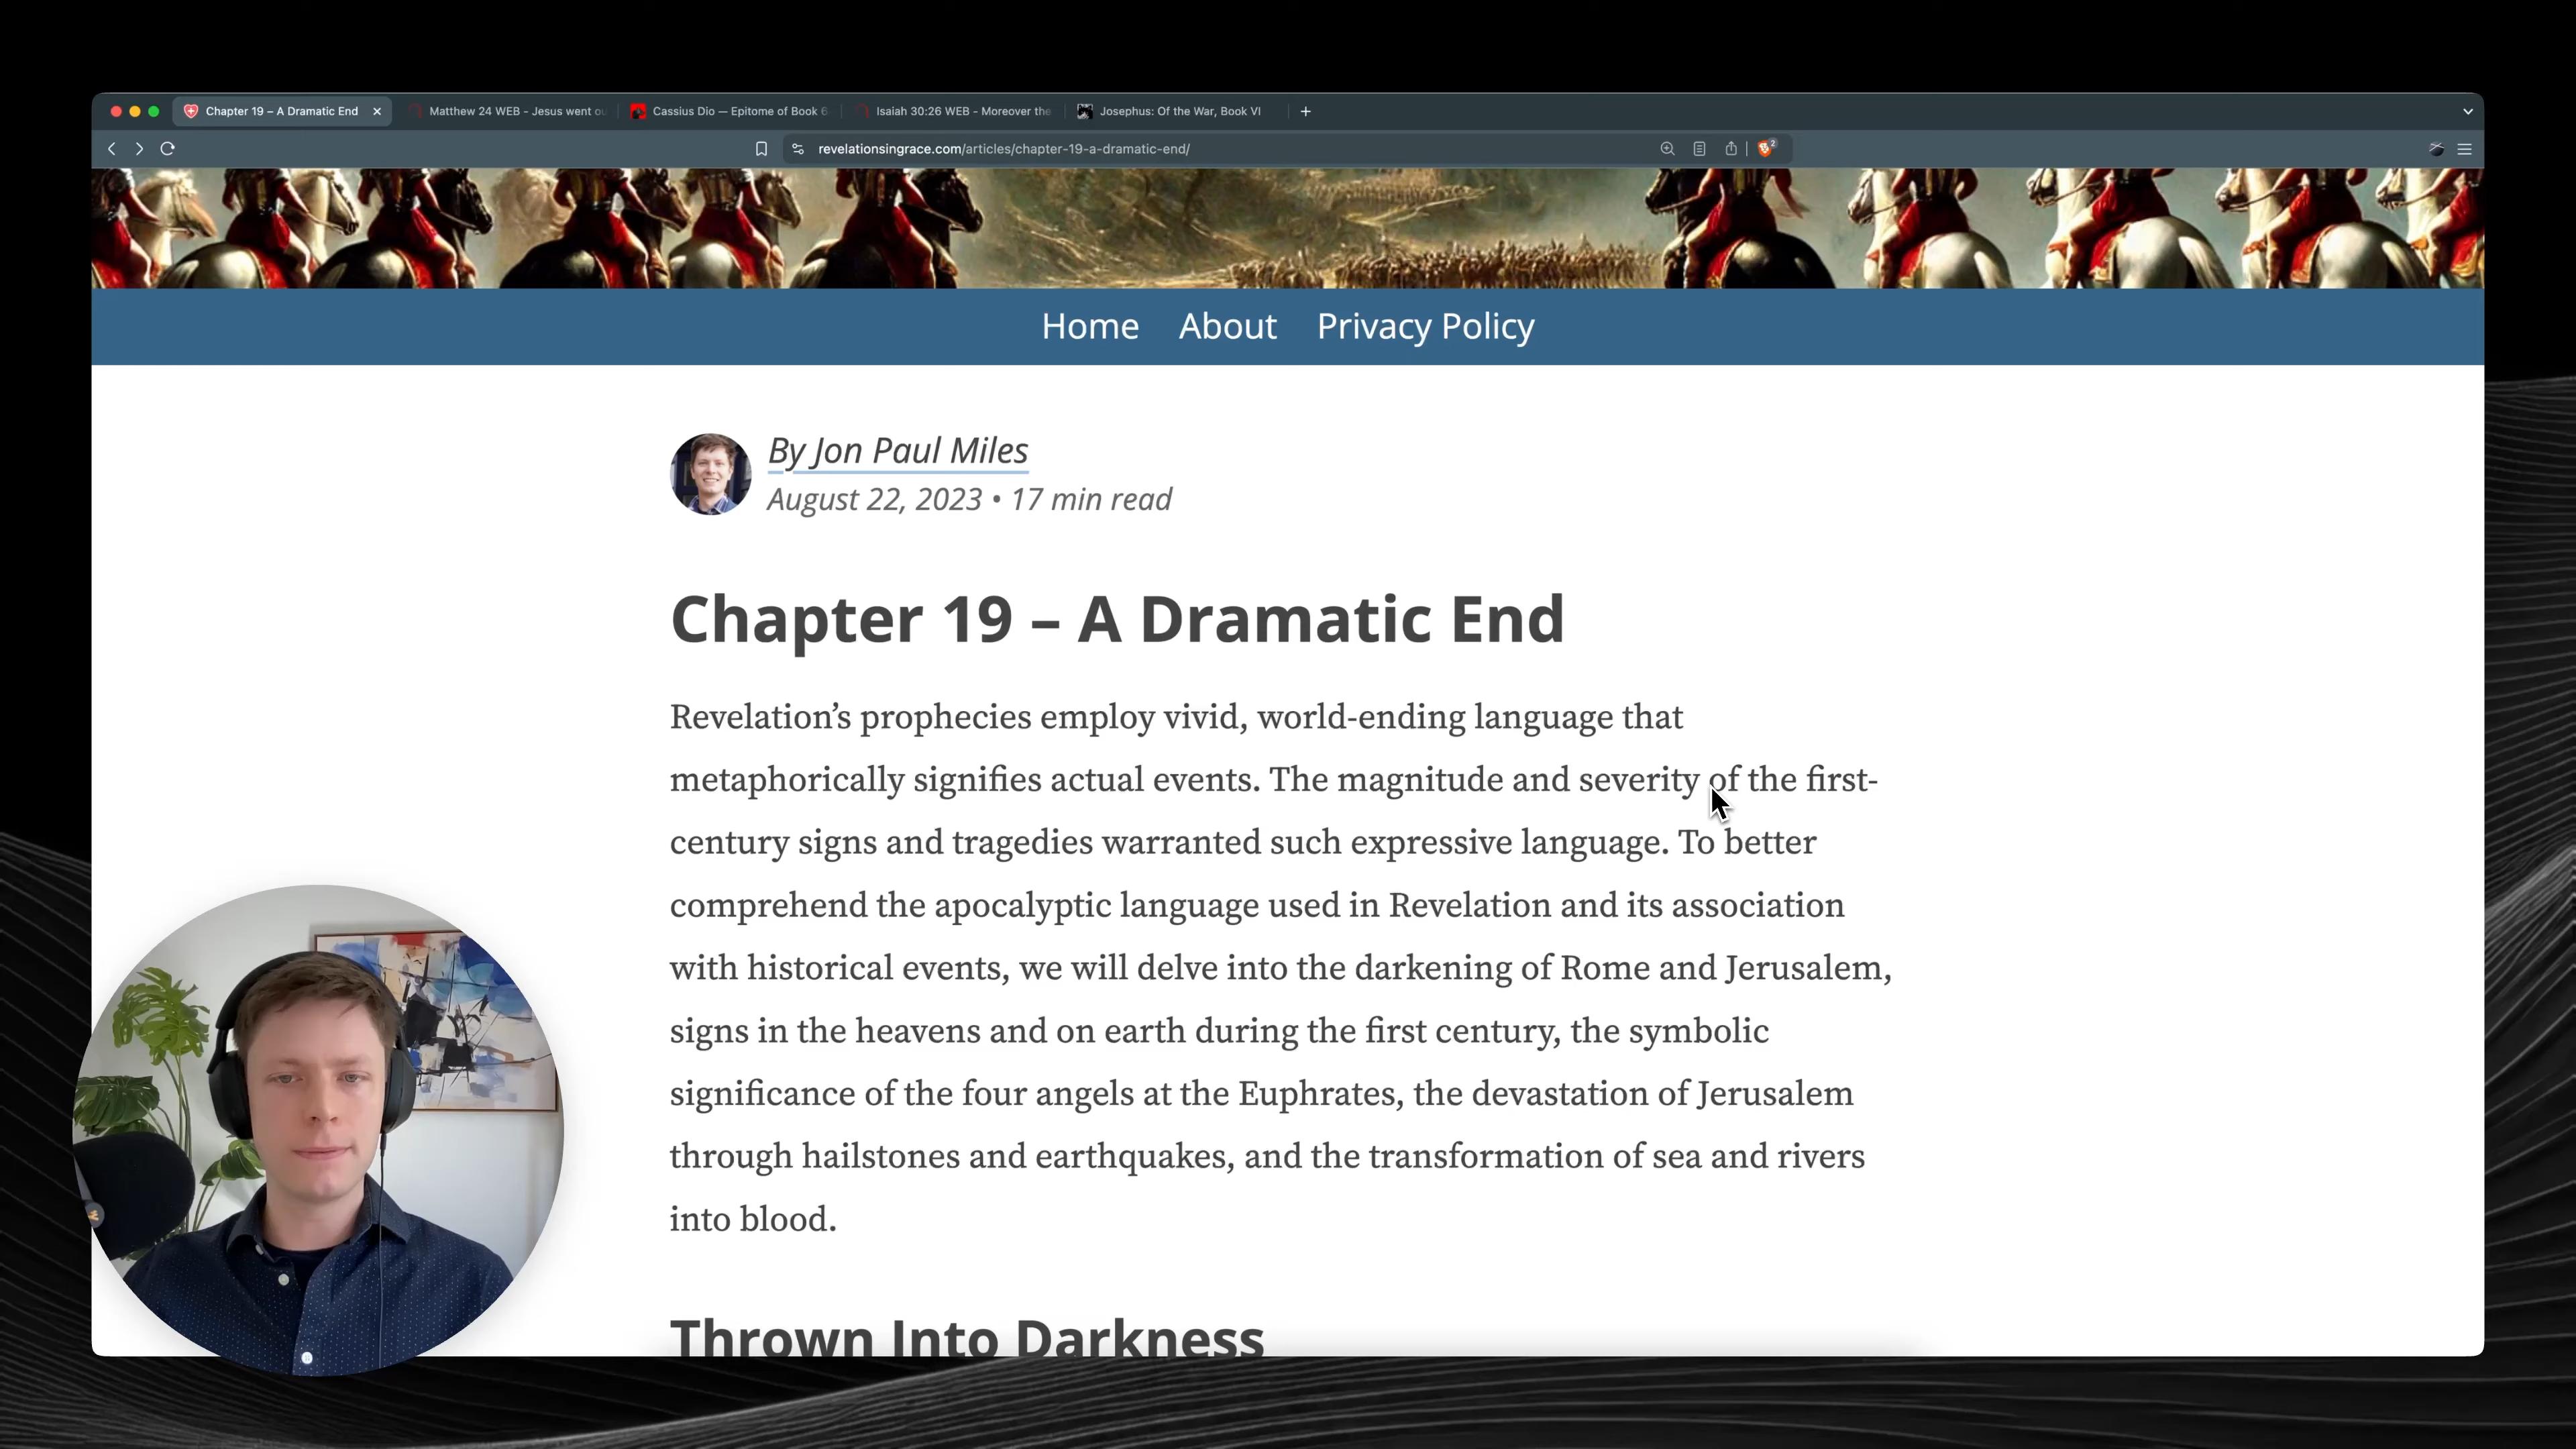 Chapter 19 – A Dramatic End
Matthew 24 WEB - Jesus went ou
Cassius Dio — Epitome of Book 6
Isaiah 30:26 WEB - Moreover the
Josephus: Of the War, Book VI
revelationsingrace.com/articles/chapter-19-a-dramatic-end/
2
Home About Privacy Policy
By Jon Paul Miles
August 22, 2023 • 17 min read
Chapter 19 – A Dramatic End
Revelation’s prophecies employ vivid, world-ending language that
metaphorically signifies actual events. The magnitude and severity of the first-
century signs and tragedies warranted such expressive language. To better
comprehend the apocalyptic language used in Revelation and its association
with historical events, we will delve into the darkening of Rome and Jerusalem,
signs in the heavens and on earth during the first century, the symbolic
significance of the four angels at the Euphrates, the devastation of Jerusalem
through hailstones and earthquakes, and the transformation of sea and rivers
into blood.
Thrown Into Darkness